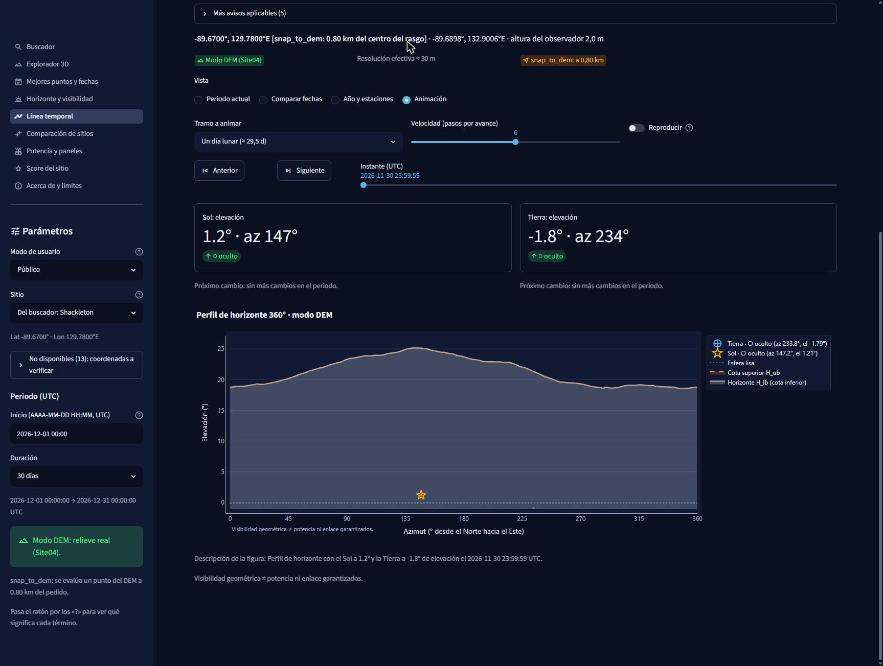 Buscador
Explorador 3D
Mejores puntos y fechas
Horizonte y visibilidad
Línea temporal
Comparación de sitios
Potencia y paneles
Score del sitio
Acerca de y límites
Parámetros
Modo de usuario
Público
Sitio
Del buscador: Shackleton
Lat -89.6700° · Lon 129.7800°E
No disponibles (13): coordenadas a
verificar
Periodo (UTC)
Inicio (AAAA-MM-DD HH:MM, UTC)
2026-12-01 00:00
Duración
30 días
2026-12-01 00:00:00 → 2026-12-31 00:00:00
UTC
Modo DEM: relieve real
(Site04).
snap_to_dem: se evalúa un punto del DEM a
0.80 km del pedido.
Pasa el ratón por los «?» para ver qué
significa cada término.
Más avisos aplicables (5)
-89.6700°, 129.7800°E [snap_to_dem: 0.80 km del centro del rasgo] · -89.6898°, 132.9006°E · altura del observador 2,0 m
Modo DEM (Site04)
Resolución efectiva ≈ 30 m
snap_to_dem: a 0,80 km
Vista
Periodo actual
Comparar fechas
Año y estaciones
Animación
Tramo a animar
Un día lunar (≈ 29,5 d)
Velocidad (pasos por avance)
6
Reproducir
Anterior
Siguiente
Instante (UTC)
2026-11-30 23:59:59
Sol: elevación
1.2° · az 147°
↑ O oculto
Tierra: elevación
-1.8° · az 234°
↑ O oculto
Próximo cambio: sin más cambios en el periodo.
Próximo cambio: sin más cambios en el periodo.
Perfil de horizonte 360° · modo DEM
Elevación (°)
25
20
15
10
5
0
0
45
90
135
180
225
270
315
360
Azimut (° desde el Norte hacia el Este)
Visibilidad geométrica ≠ potencia ni enlace garantizados.
Tierra · O oculto (az 233.8°, el -1.79°)
Sol · O oculto (az 147.2°, el 1.21°)
Esfera lisa
Cota superior H_ub
Horizonte H_lb (cota inferior)
Descripción de la figura: Perfil de horizonte con el Sol a 1.2° y la Tierra a -1.8° de elevación el 2026-11-30 23:59:59 UTC.
Visibilidad geométrica ≠ potencia ni enlace garantizados.